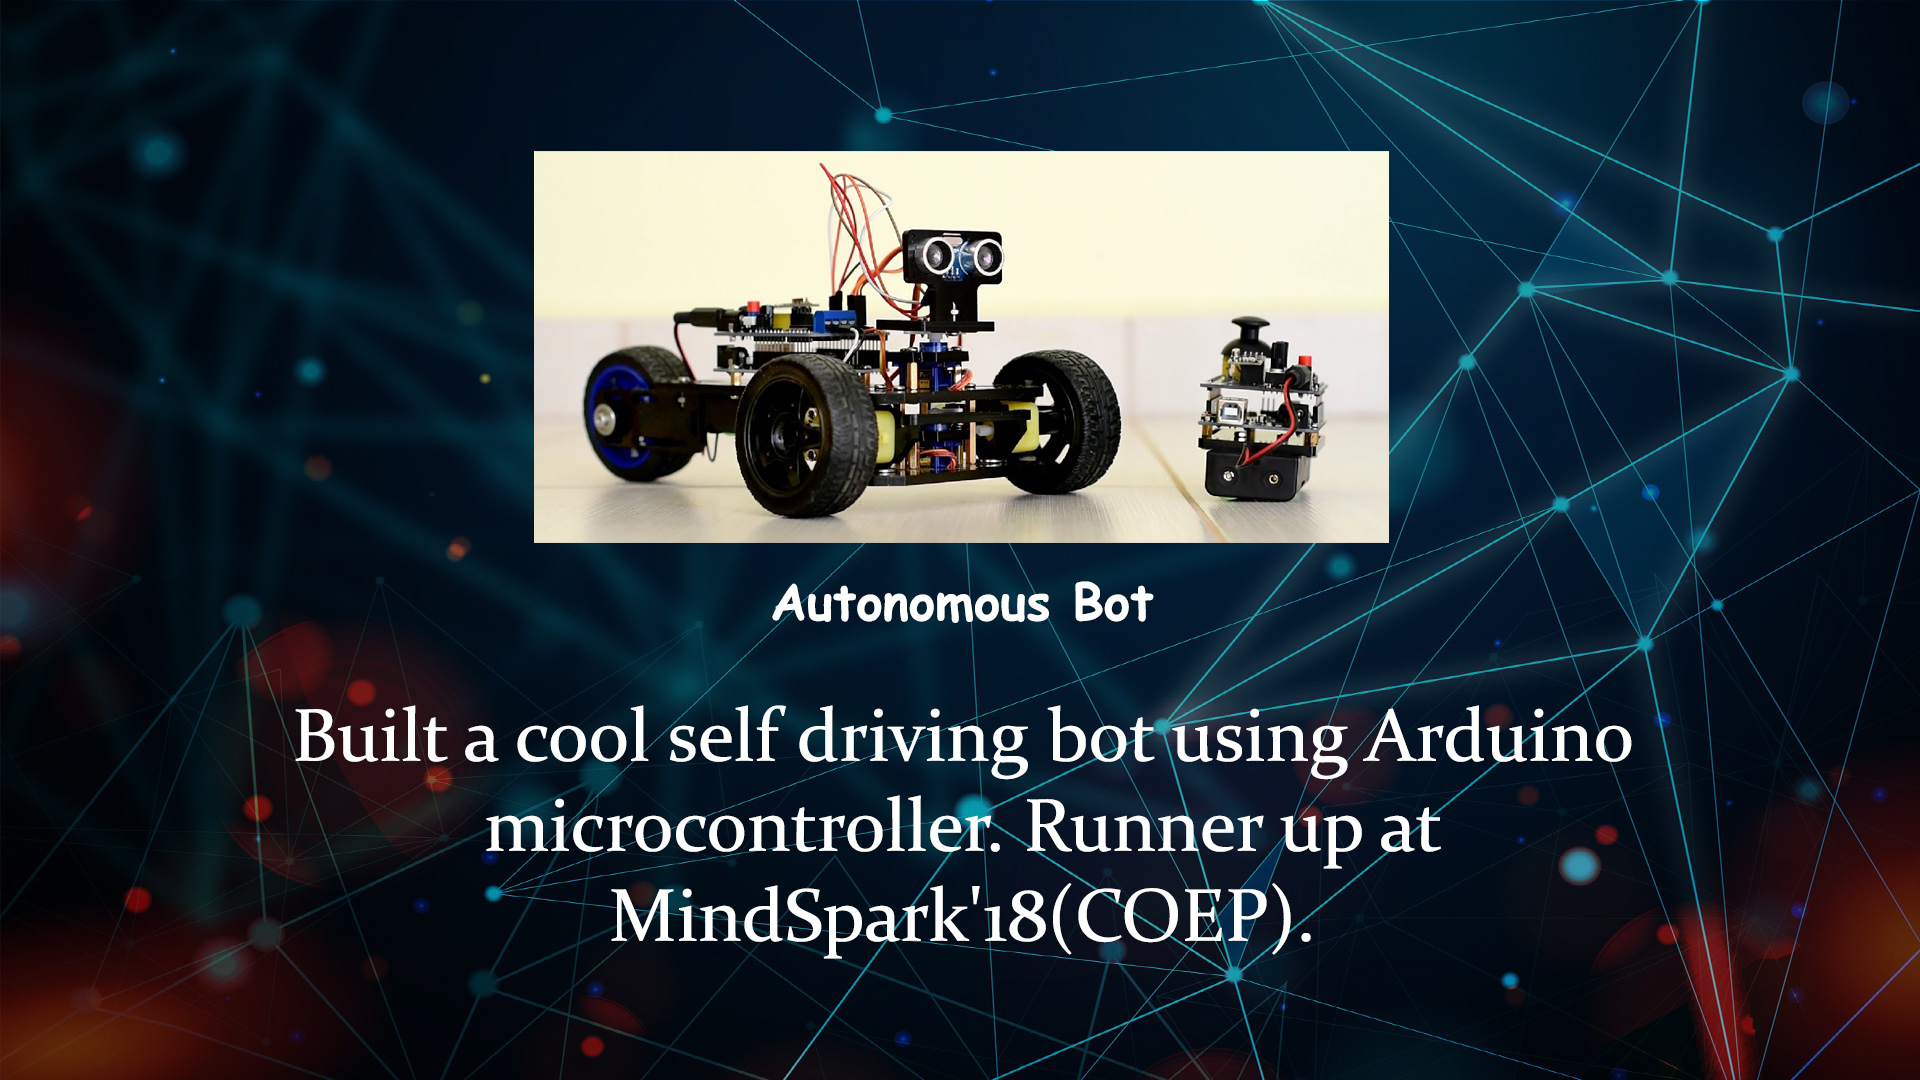 Autonomous Bot
Built a cool self driving bot using Arduino
microcontroller. Runner up at
MindSpark'18(COEP).